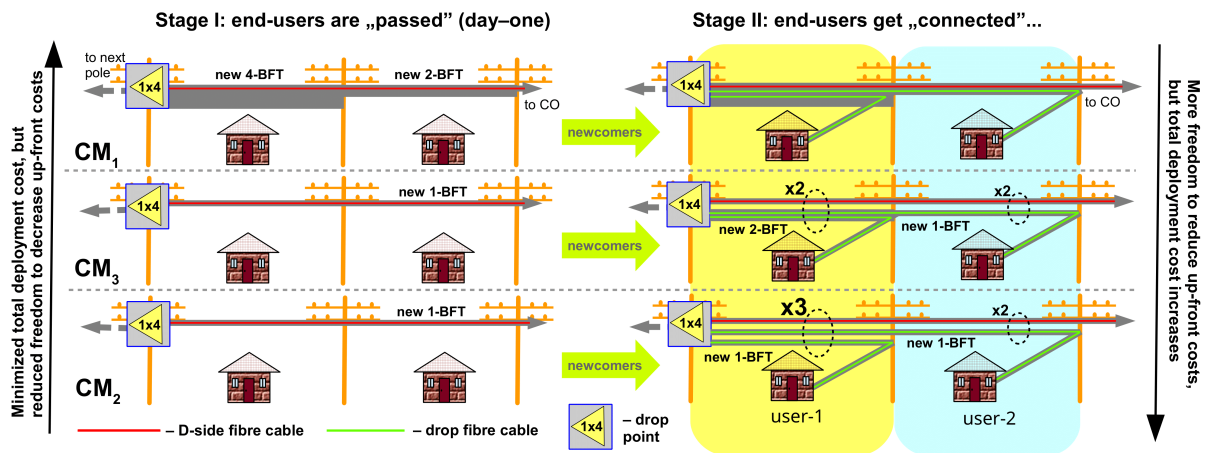 Stage I: end-users are „passed” (day–one)
Stage II: end-users get „connected”...
Minimized total deployment cost, but
reduced freedom to decrease up-front costs
to next
pole
1x4
new 4-BFT
new 2-BFT
to CO
CM1
newcomers
1x4
to CO
1x4
new 1-BFT
CM3
newcomers
1x4
x2
x2
new 2-BFT
new 1-BFT
1x4
new 1-BFT
CM2
newcomers
1x4
x3
x2
new 1-BFT
new 1-BFT
user-1
user-2
– D-side fibre cable
– drop fibre cable
1x4
– drop
point
More freedom to reduce up-front costs,
but total deployment cost increases